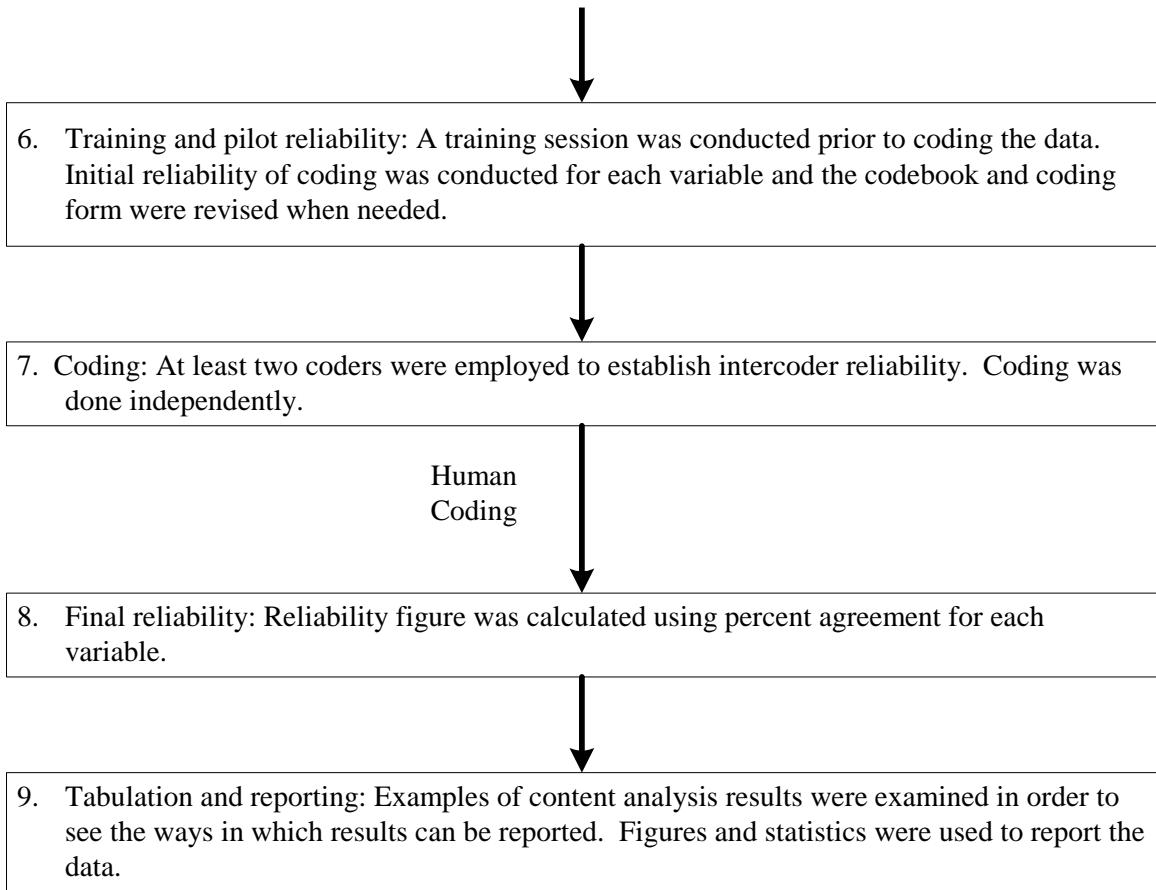 6. Training and pilot reliability: A training session was conducted prior to coding the data.
Initial reliability of coding was conducted for each variable and the codebook and coding
form were revised when needed.
7. Coding: At least two coders were employed to establish intercoder reliability. Coding was
done independently.
Human
Coding
8. Final reliability: Reliability figure was calculated using percent agreement for each
variable.
9. Tabulation and reporting: Examples of content analysis results were examined in order to
see the ways in which results can be reported. Figures and statistics were used to report the
data.